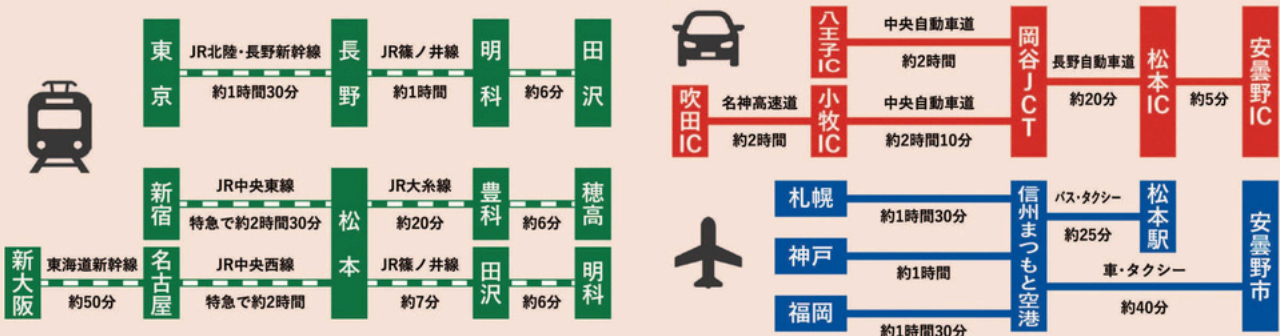 東京
JR北陸・長野新幹線
約1時間30分
長野
JR篠ノ井線
約1時間
明科
約6分
田沢
新宿
JR中央東線
特急で約2時間30分
松本
JR大糸線
約20分
豊科
約6分
穂高
新大阪
東海道新幹線
約50分
名古屋
JR中央西線
特急で約2時間
JR篠ノ井線
約7分
田沢
約6分
明科
八王子IC
中央自動車道
約2時間
岡谷JCT
長野自動車道
約20分
松本IC
約5分
安曇野IC
吹田IC
名神高速道
約2時間
小牧IC
中央自動車道
約2時間10分
札幌
約1時間30分
神戸
約1時間
福岡
約1時間30分
信州まつもと空港
バス・タクシー
約25分
松本駅
車・タクシー
約40分
安曇野市